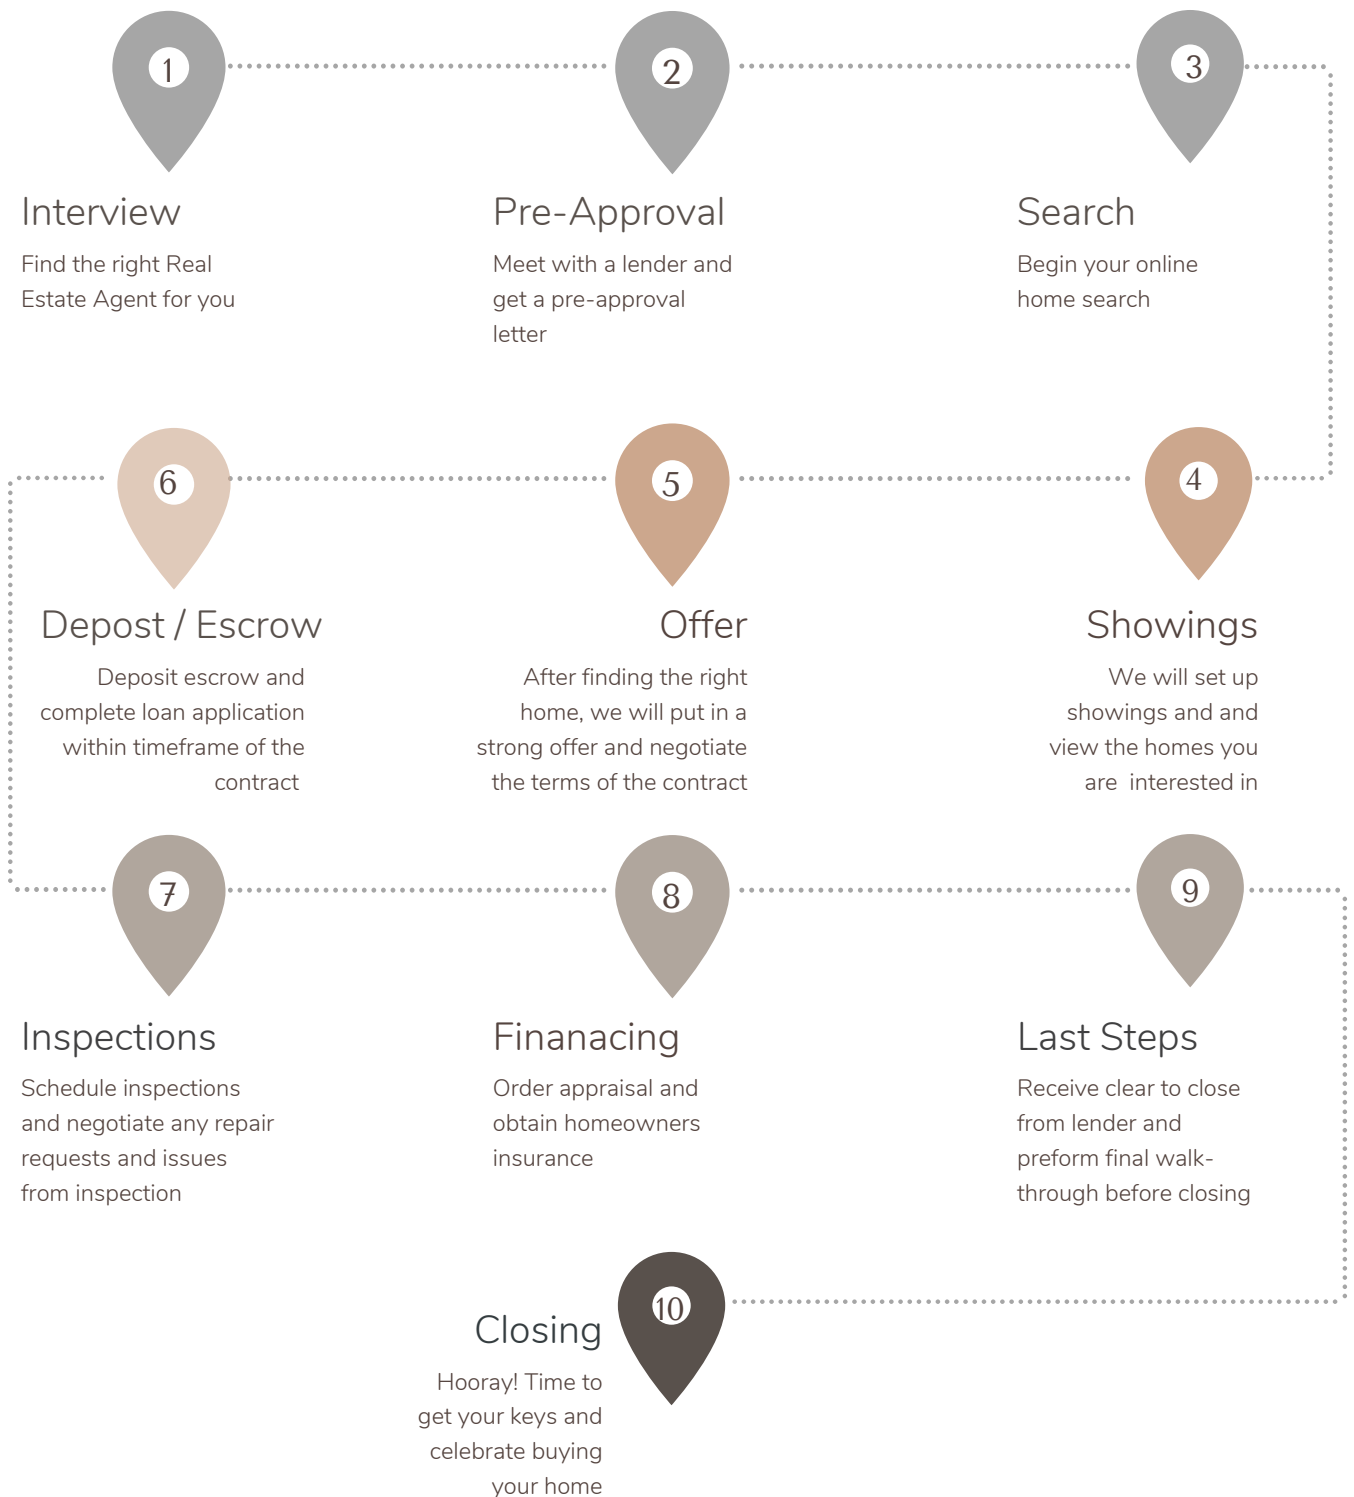 1
Interview
Find the right Real
Estate Agent for you
2
Pre-Approval
Meet with a lender and
get a pre-approval
letter
3
Search
Begin your online
home search
4
Showings
We will set up
showings and and
view the homes you
are  interested in
5
Offer
After finding the right
home, we will put in a
strong offer and negotiate
the terms of the contract
6
Depost / Escrow
Deposit escrow and
complete loan application
within timeframe of the
contract
7
Inspections
Schedule inspections
and negotiate any repair
requests and issues
from inspection
8
Finanacing
Order appraisal and
obtain homeowners
insurance
9
Last Steps
Receive clear to close
from lender and
preform final walk-
through before closing
10
Closing
Hooray! Time to
get your keys and
celebrate buying
your home